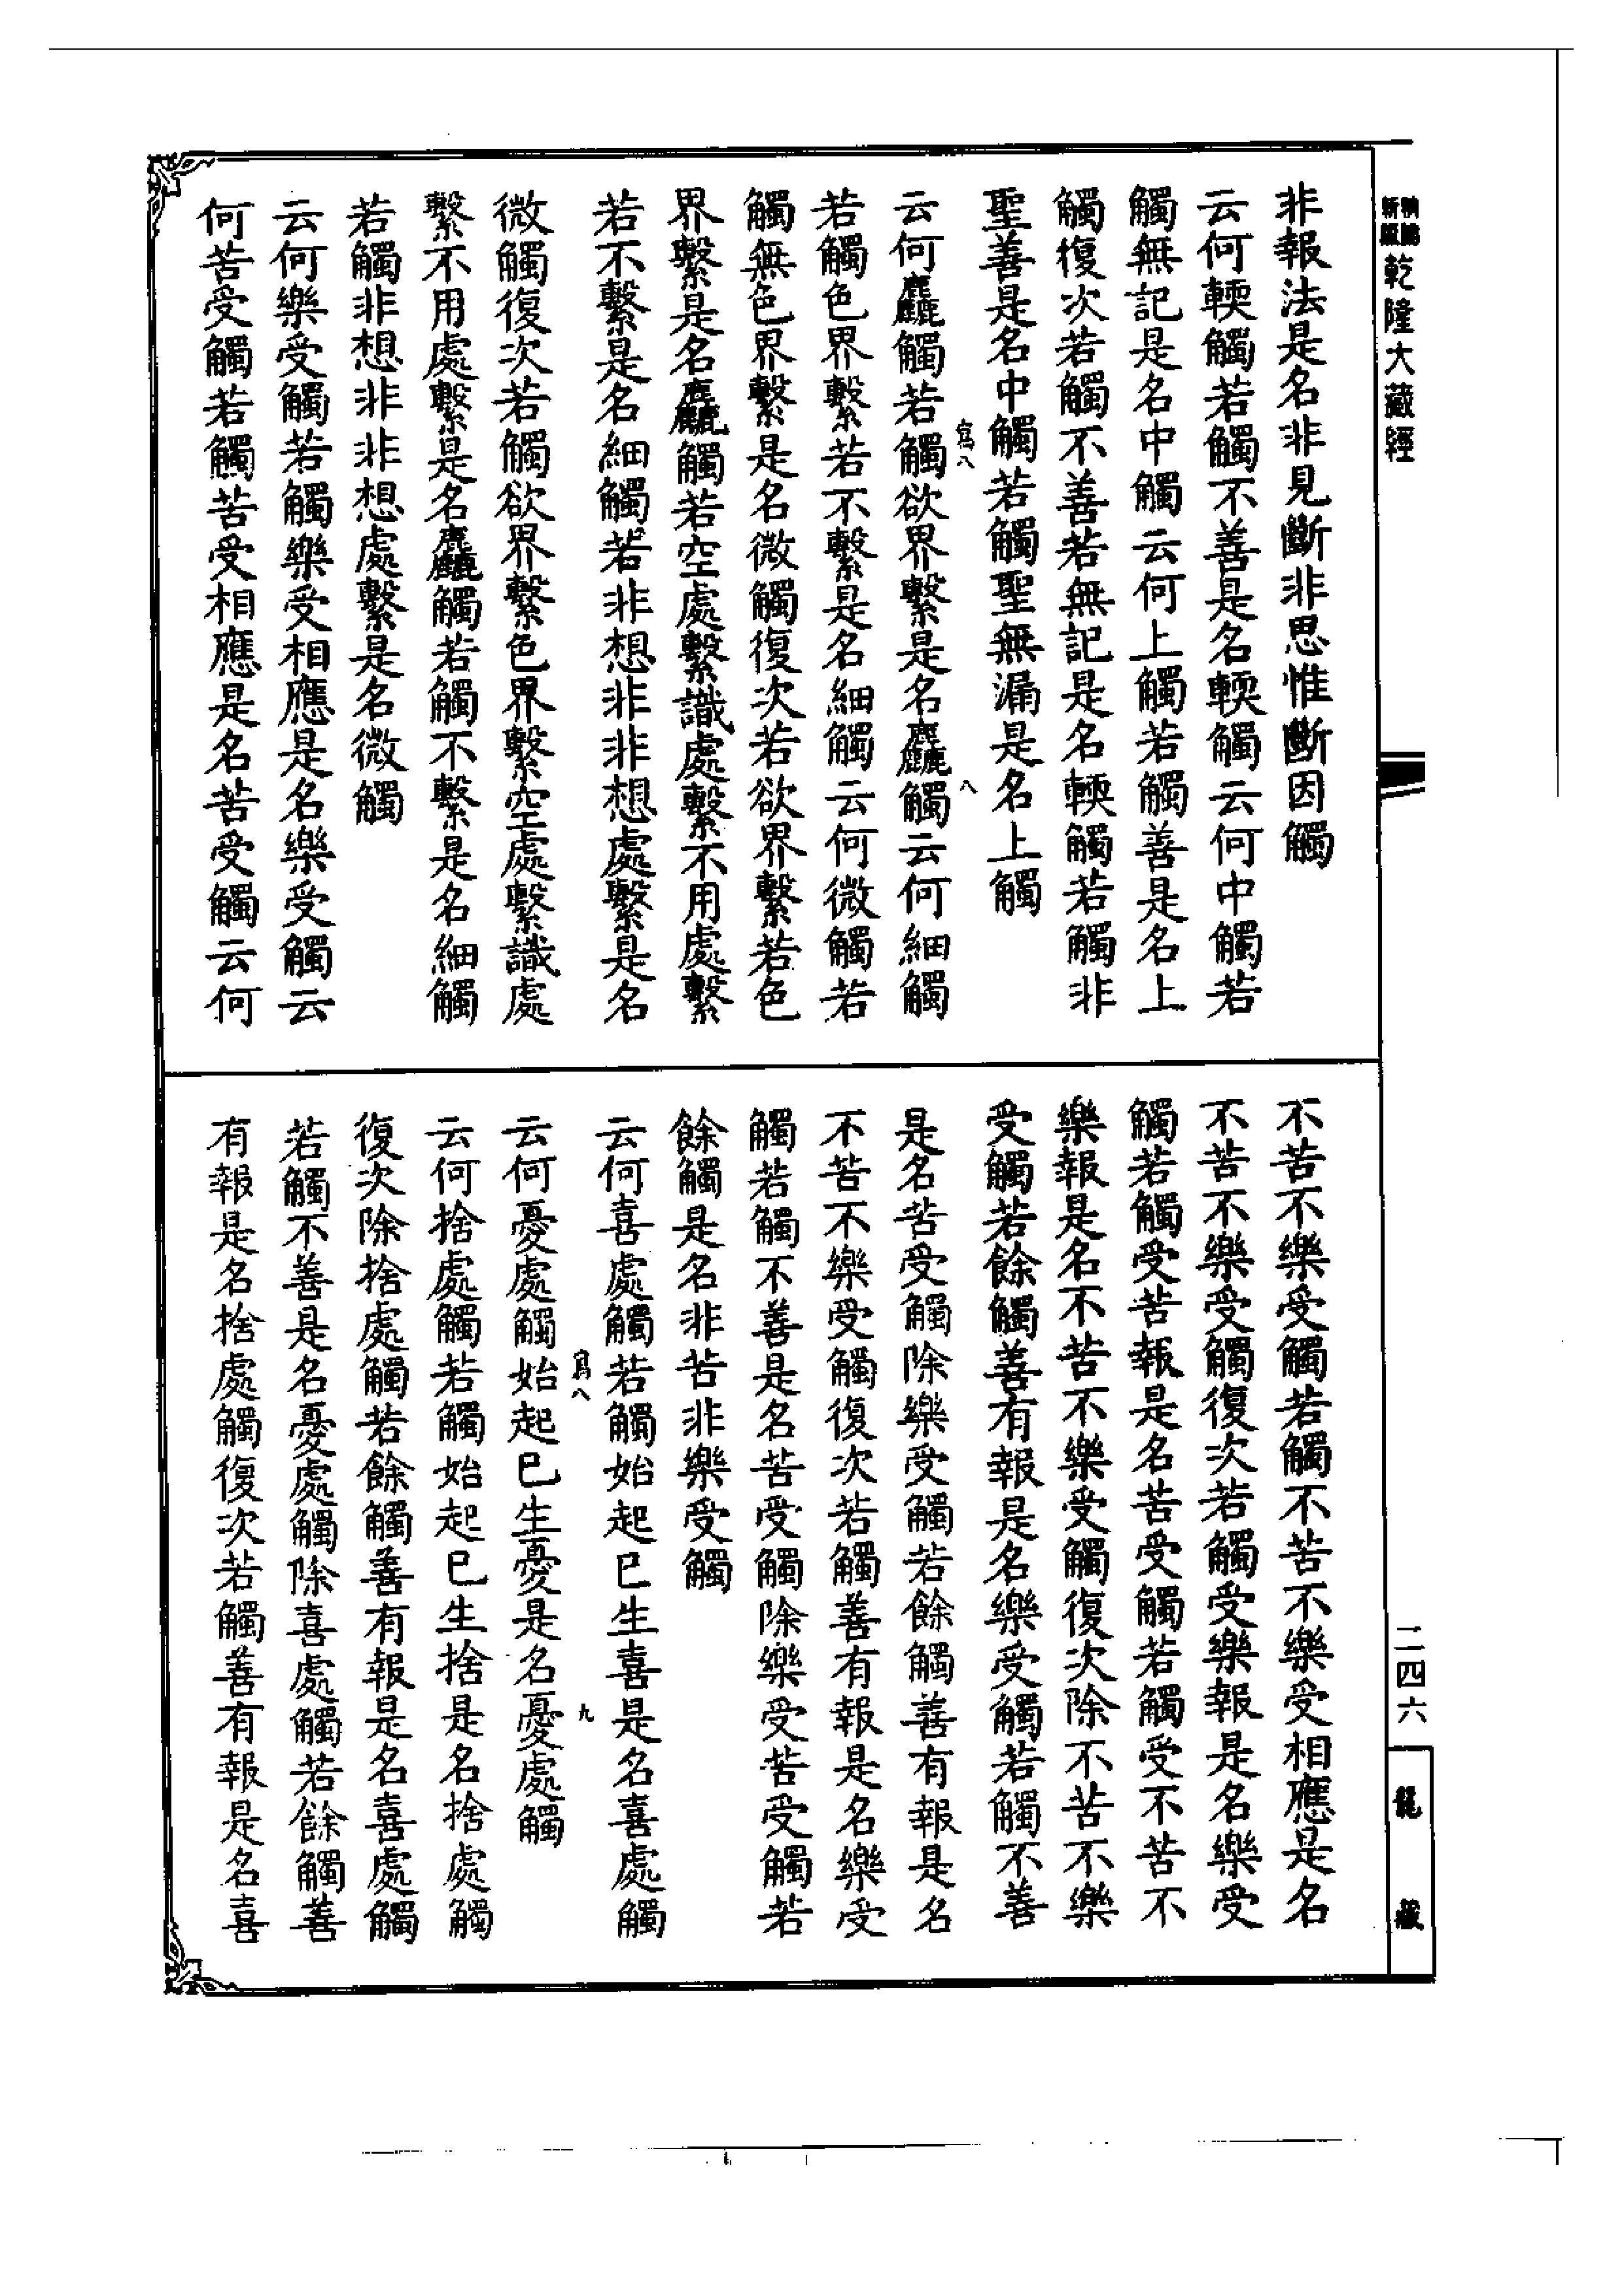 乾隆大藏經
非報法是名非見斷非思惟斷因觸
云何輭觸若觸不善是名輭觸云何中觸若
觸無記是名中觸云何上觸若觸善是名上
觸復次若觸不善若無記是名輭觸若觸非
聖善是名中觸若觸聖無漏是名上觸
寫八
八
云何麤觸若觸欲界繫是名麤觸云何細觸
若觸色界繫若不繫是名細觸云何微觸若
觸無色界繫是名微觸復次若欲界繫若色
界繫是名麤觸若空處繫識處繫不用處繫
若不繫是名細觸若非想非非想處繫是名
微觸復次若觸欲界繫色界繫空處繫識處
繫不用處繫是名麤觸若觸不繫是名細觸
若觸非想非非想處繫是名微觸
云何樂受觸若觸樂受相應是名樂受觸云
何苦受觸若觸苦受相應是名苦受觸云何
不苦不樂受觸若觸不苦不樂受相應是名
不苦不樂受觸復次若觸受樂報是名樂受
觸若觸受苦報是名苦受觸若觸受不苦不
樂報是名不苦不樂受觸復次除不苦不樂
受觸若餘觸善有報是名樂受觸若觸不善
是名苦受觸除樂受觸若餘觸善有報是名
不苦不樂受觸復次若觸善有報是名樂受
觸若觸不善是名苦受觸除樂受苦受觸若
餘觸是名非苦非樂受觸
云何喜處觸若觸始起已生喜是名喜處觸
寫八
九
云何憂處觸始起已生憂是名憂處觸
云何捨處觸若觸始起已生捨是名捨處觸
復次除捨處觸若餘觸善有報是名喜處觸
若觸不善是名憂處觸除喜處觸若餘觸善
有報是名捨處觸復次若觸善有報是名喜
二四六
龍藏